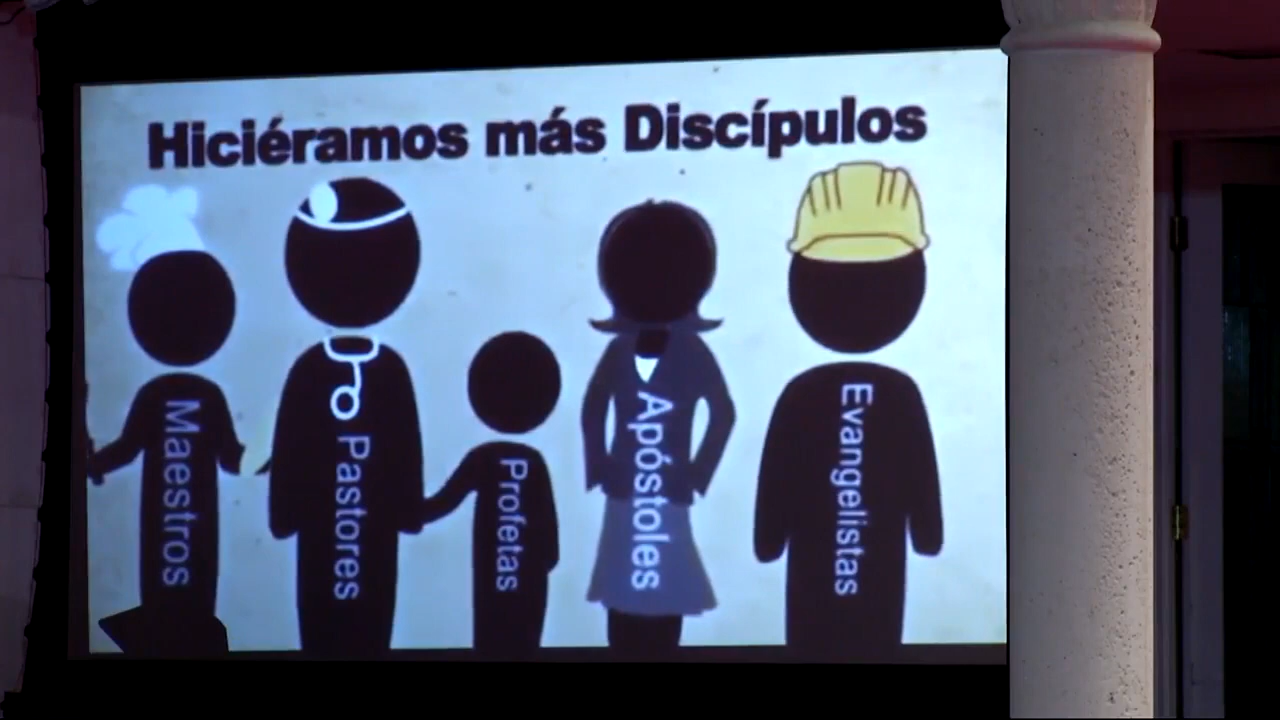 Hiciéramos más Discípulos
Maestros
Pastores
Profetas
Apóstoles
Evangelistas